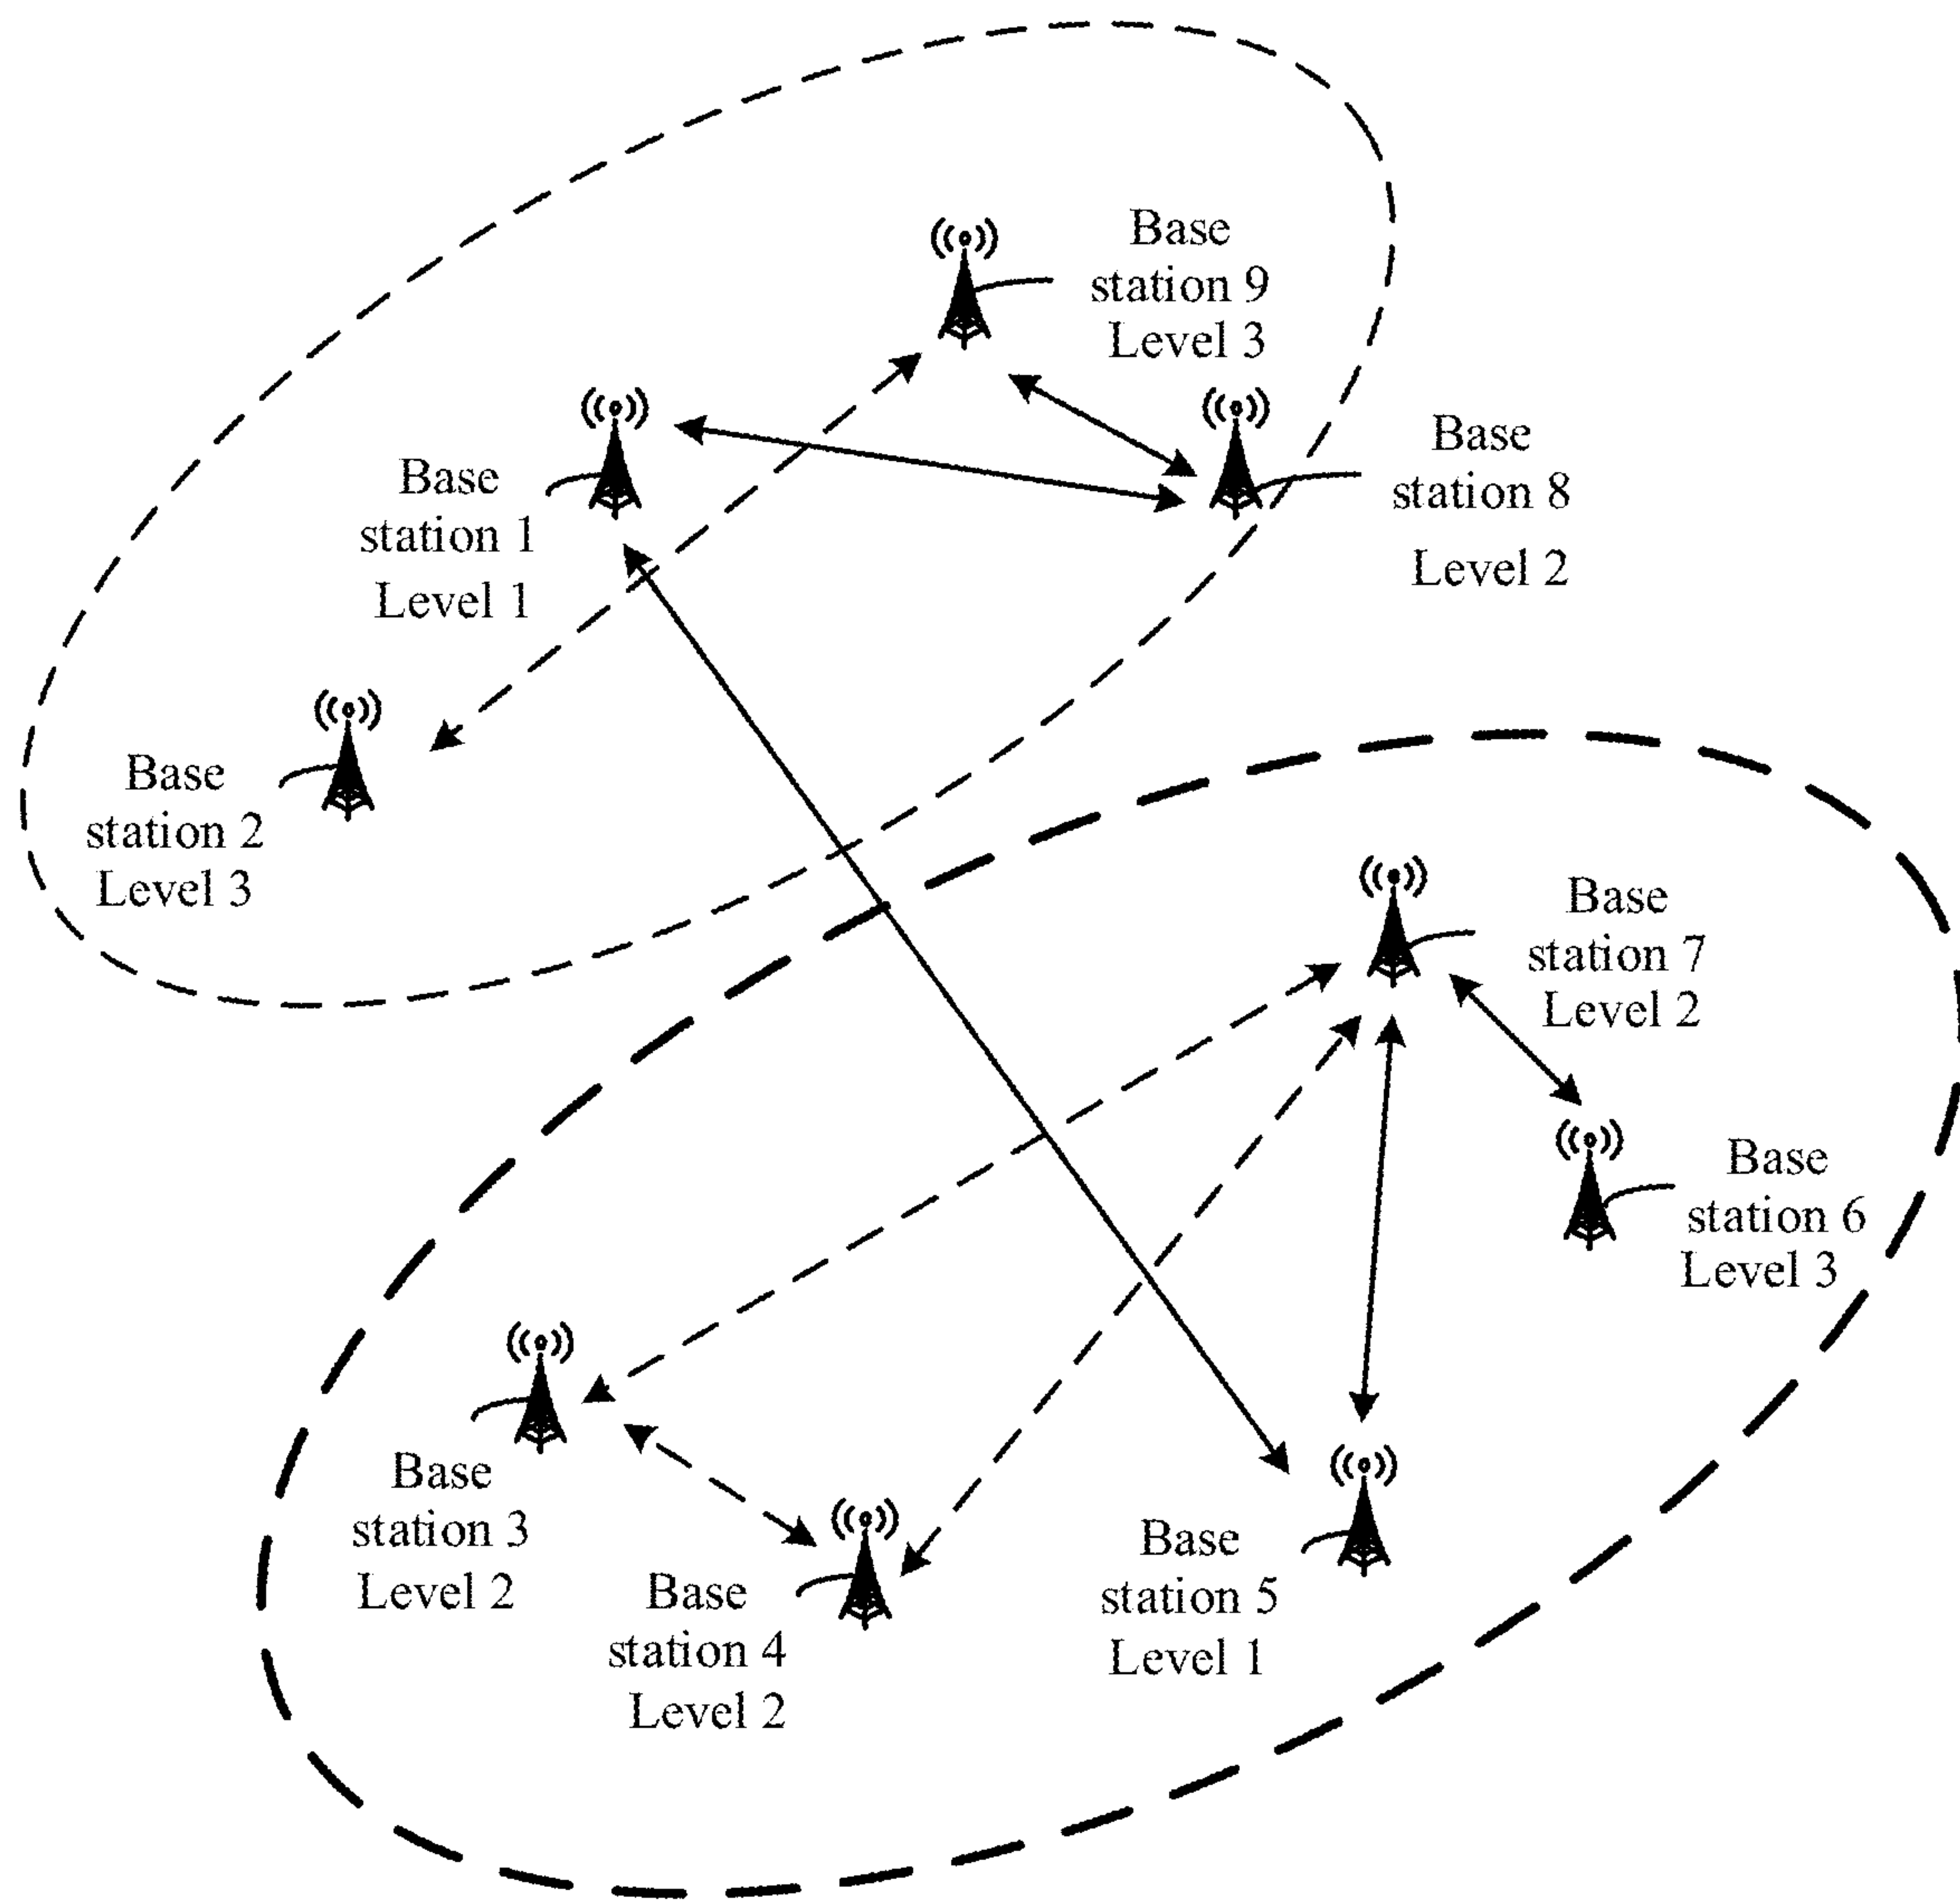 Base
station 9
Level 3
Base
station 8
Level 2
Base
station 1
Level 1
Base
station 2
Level 3
Base
station 7
Level 2
Base
station 6
Level 3
Base
station 3
Level 2
Base
station 4
Level 2
Base
station 5
Level 1